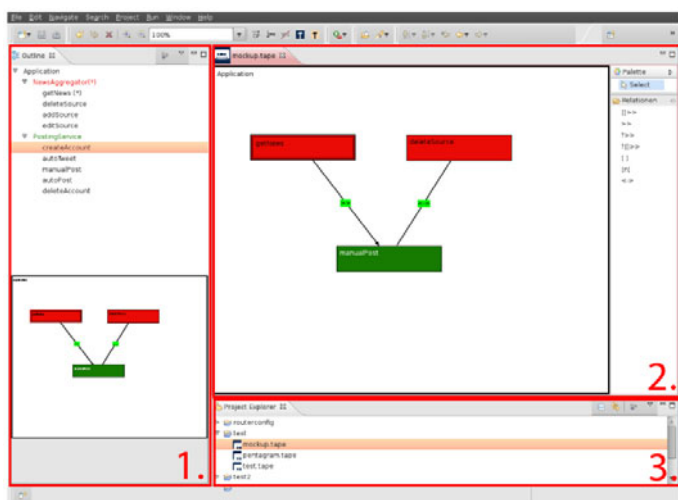 File Edit Navigate Search Project Run Window Help
100%
Outline
Application
NewsAggregator(*)
getNews (*)
deleteSource
addSource
editSource
PostingService
createAccount
autoTweet
manualPost
autoPost
deleteAccount
1.
mockup.tape
Application
getNews
deleteSource
>>
manualPost
Palette
Select
Relationen
[]>>
>>
?>>
?[]>>
[ ]
2.
Project Explorer
routerconfig
test
mockup.tape
pentagram.tape
test.tape
test2
3.